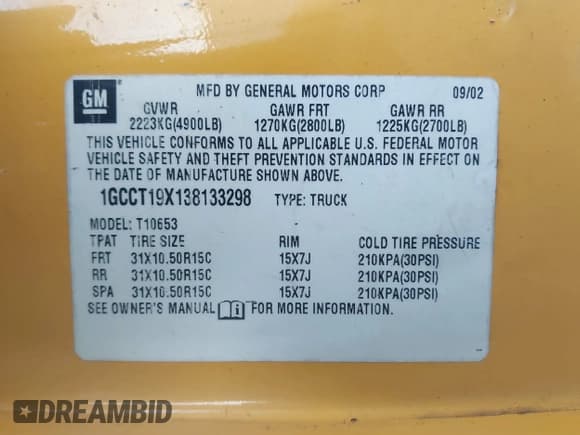 GM MFD BY GENERAL MOTORS CORP 09/02
GVWR GAWR FRT GAWR RR
2223KG(4900LB) 1270KG(2800LB) 1225KG(2700LB)
THIS VEHICLE CONFORMS TO ALL APPLICABLE U.S. FEDERAL MOTOR
VEHICLE SAFETY AND THEFT PREVENTION STANDARDS IN EFFECT ON
THE DATE OF MANUFACTURE SHOWN ABOVE.
1GCCT19X138133298 TYPE: TRUCK
MODEL: T10653
TPAT TIRE SIZE RIM COLD TIRE PRESSURE
FRT 31X10.50R15C 15X7J 210KPA(30PSI)
RR 31X10.50R15C 15X7J 210KPA(30PSI)
SPA 31X10.50R15C 15X7J 210KPA(30PSI)
SEE OWNER'S MANUAL FOR MORE INFORMATION.
DREAMBID